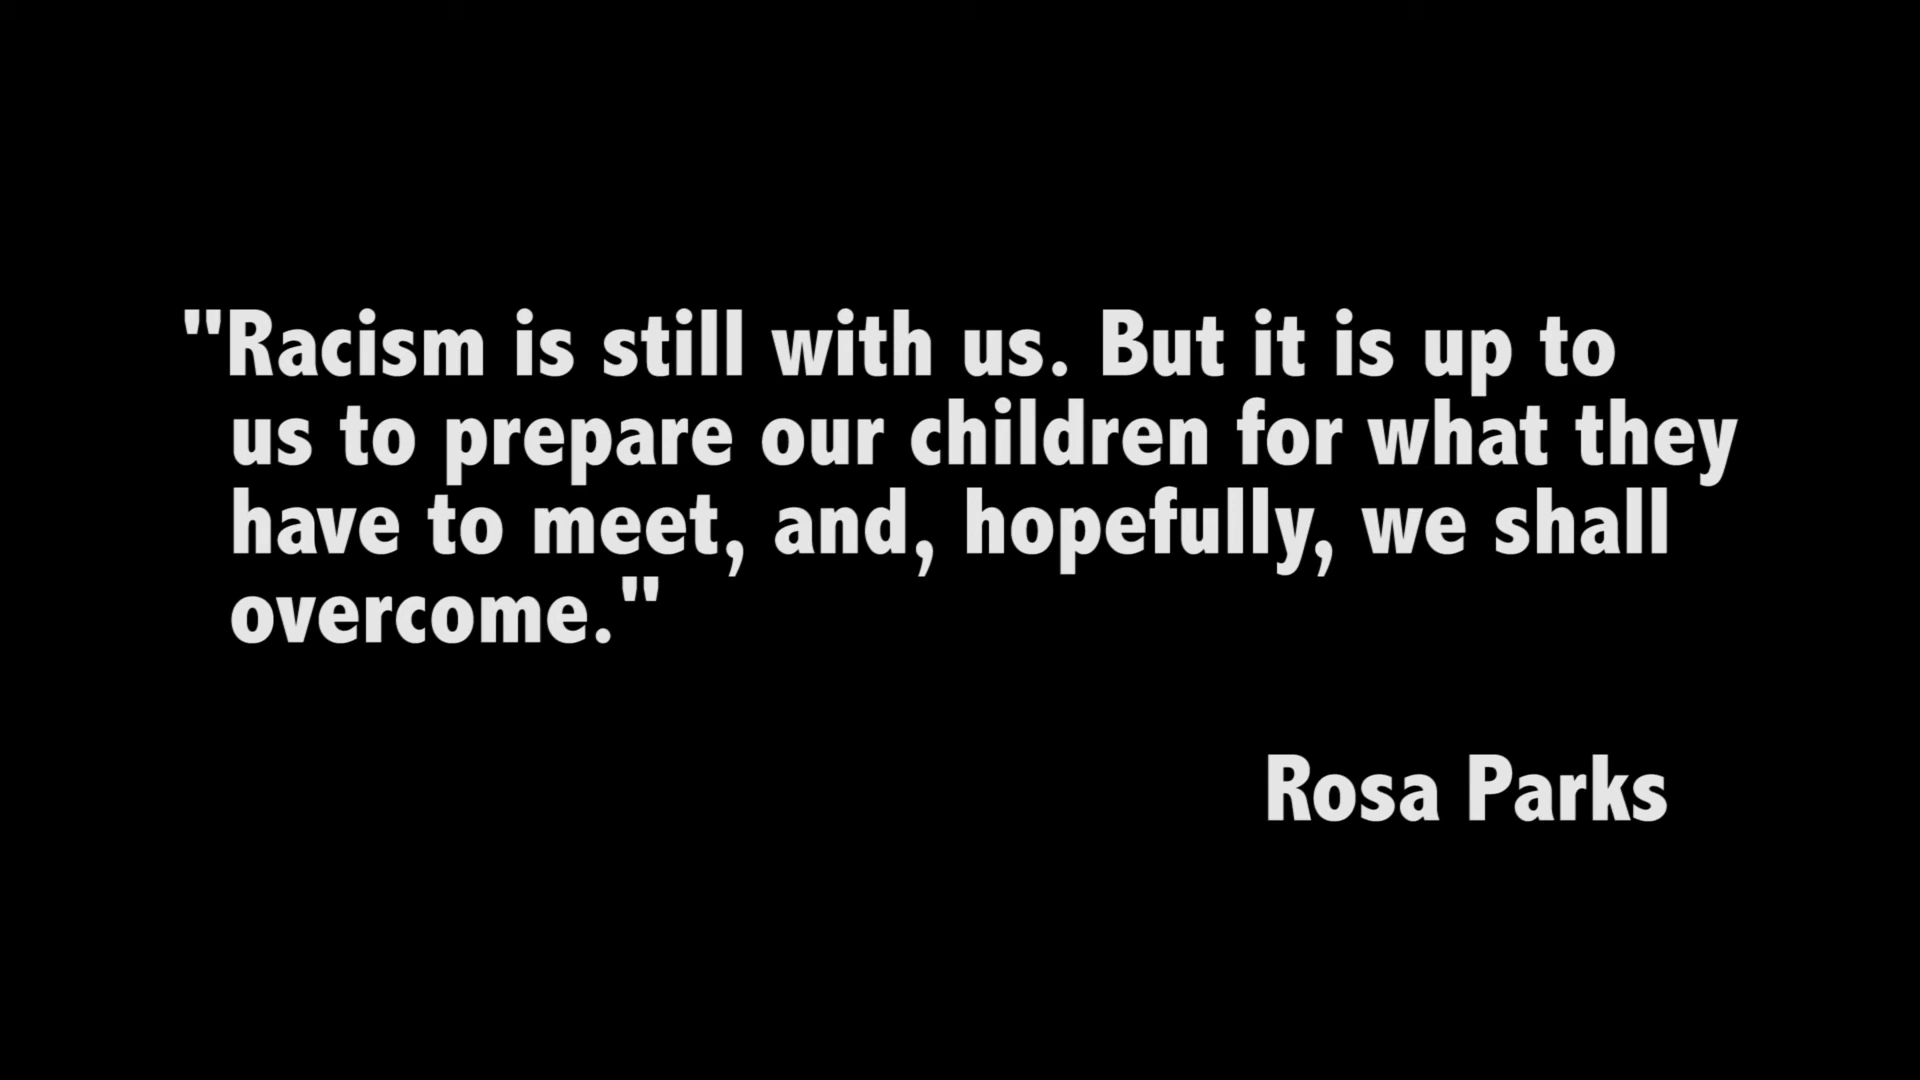 "Racism is still with us. But it is up to
us to prepare our children for what they
have to meet, and, hopefully, we shall
overcome."
Rosa Parks